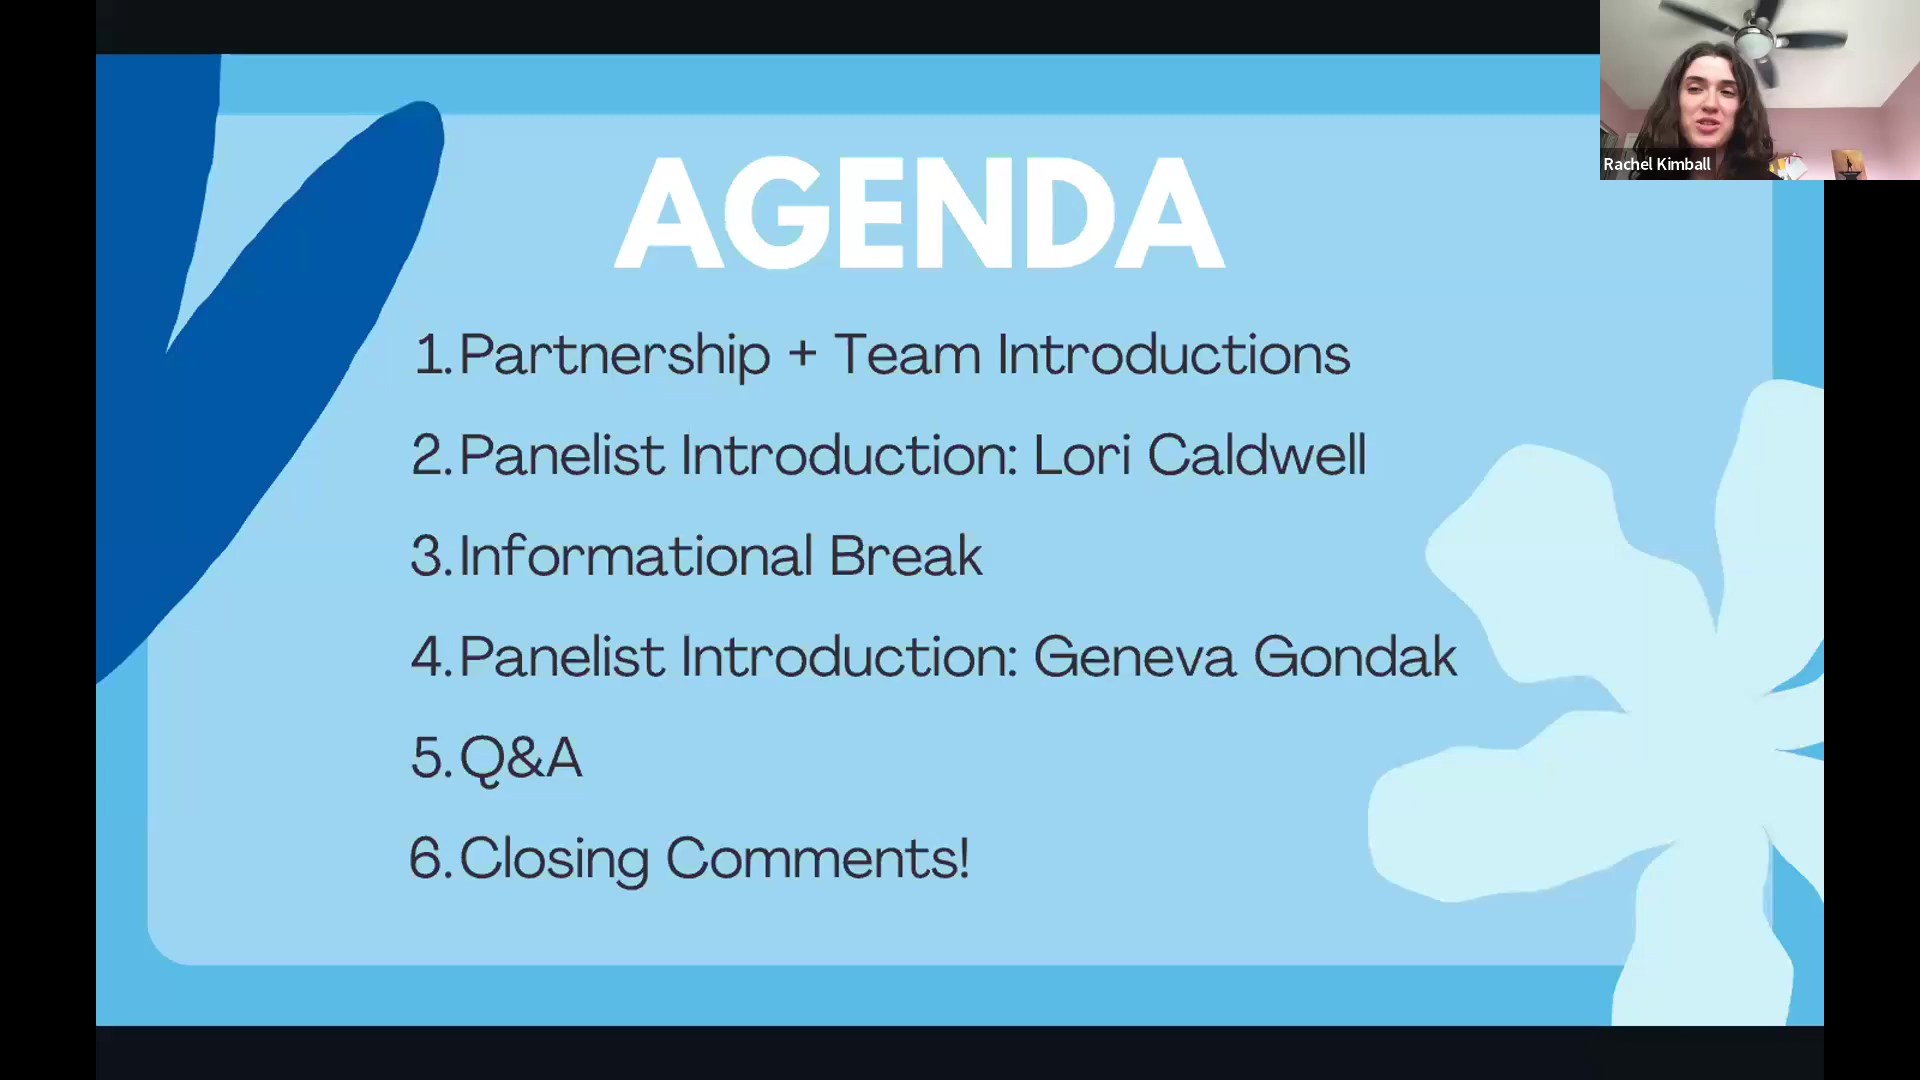 AGENDA
1. Partnership + Team Introductions
2. Panelist Introduction: Lori Caldwell
3. Informational Break
4. Panelist Introduction: Geneva Gondak
5. Q&A
6. Closing Comments!
Rachel Kimball